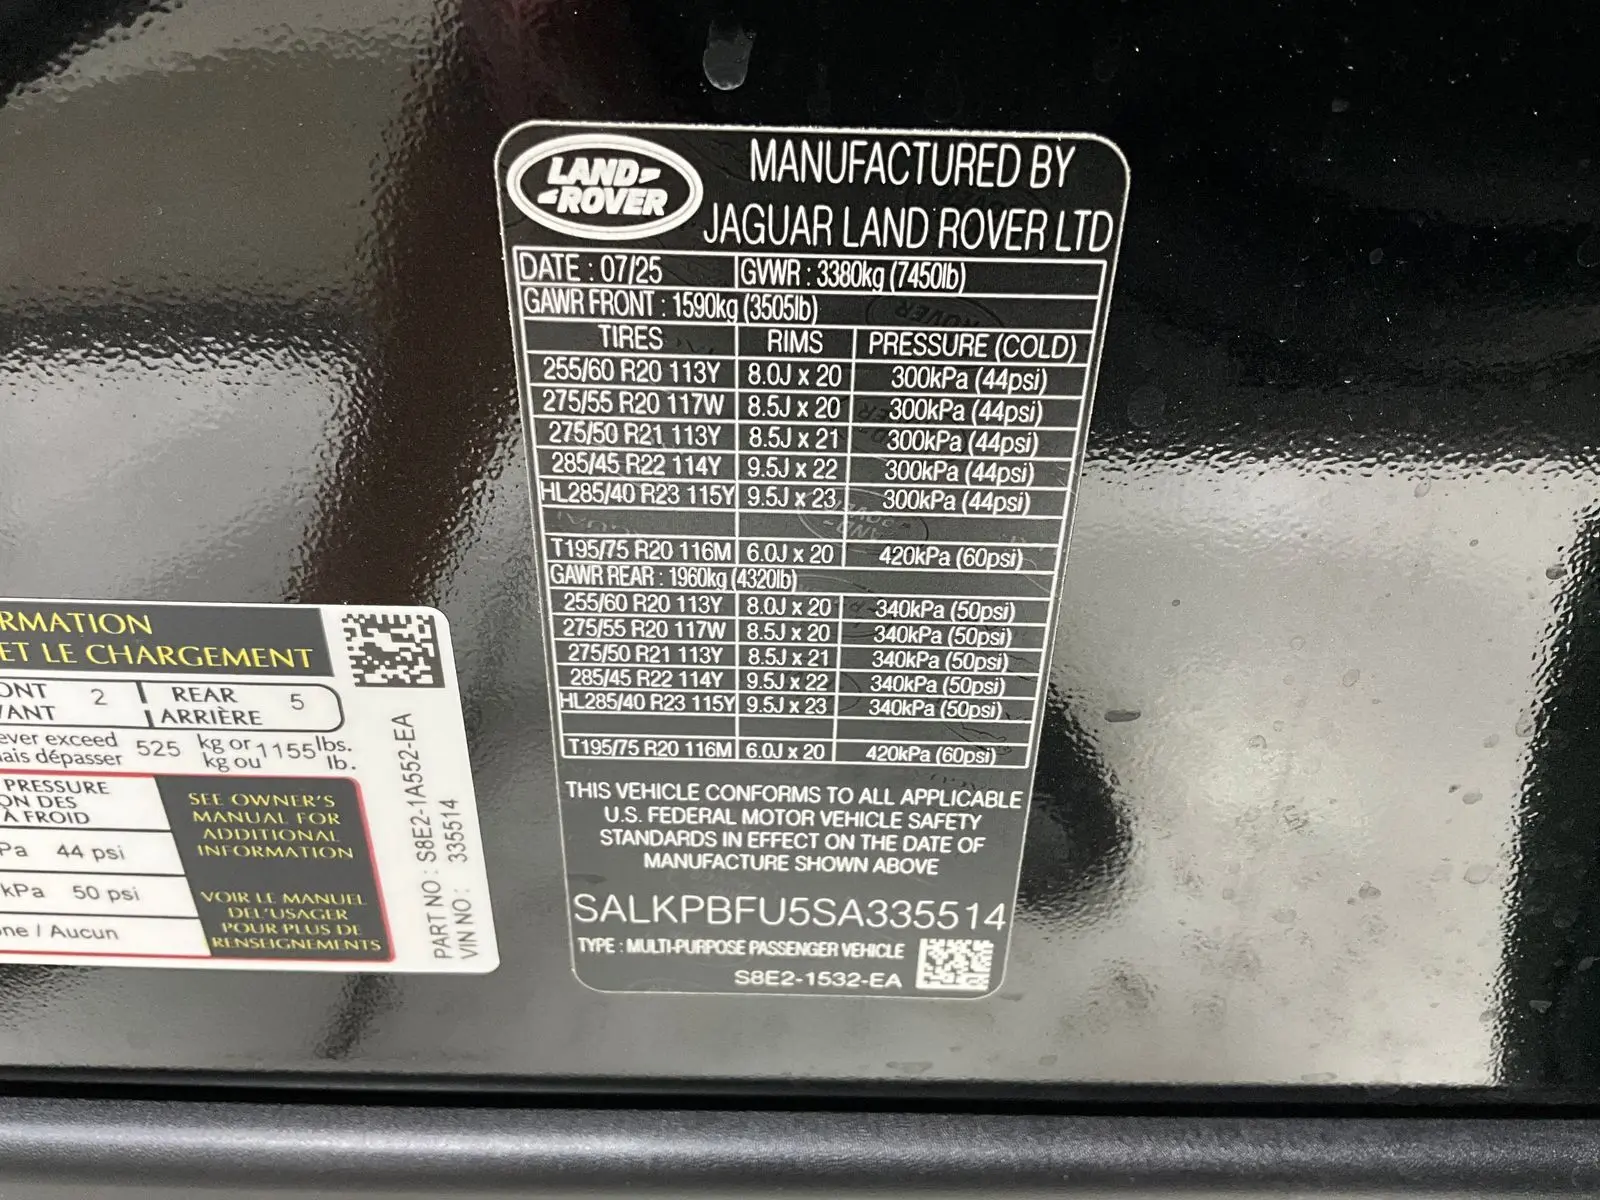 LAND-
-ROVER
MANUFACTURED BY
JAGUAR LAND ROVER LTD
DATE : 07/25 GVWR : 3380kg (7450lb)
GAWR FRONT : 1590kg (3505lb)
TIRES RIMS PRESSURE (COLD)
255/60 R20 113Y 8.0J x 20 300kPa (44psi)
275/55 R20 117W 8.5J x 20 300kPa (44psi)
275/50 R21 113Y 8.5J x 21 300kPa (44psi)
285/45 R22 114Y 9.5J x 22 300kPa (44psi)
HL285/40 R23 115Y 9.5J x 23 300kPa (44psi)
T195/75 R20 116M 6.0J x 20 420kPa (60psi)
GAWR REAR : 1960kg (4320lb)
255/60 R20 113Y 8.0J x 20 340kPa (50psi)
275/55 R20 117W 8.5J x 20 340kPa (50psi)
275/50 R21 113Y 8.5J x 21 340kPa (50psi)
285/45 R22 114Y 9.5J x 22 340kPa (50psi)
HL285/40 R23 115Y 9.5J x 23 340kPa (50psi)
T195/75 R20 116M 6.0J x 20 420kPa (60psi)
THIS VEHICLE CONFORMS TO ALL APPLICABLE
U.S. FEDERAL MOTOR VEHICLE SAFETY
STANDARDS IN EFFECT ON THE DATE OF
MANUFACTURE SHOWN ABOVE
SALKPBFU5SA335514
TYPE : MULTI-PURPOSE PASSENGER VEHICLE
S8E2-1532-EA
RMATION
ET LE CHARGEMENT
ONT 2 REAR 5
VANT ARRIÈRE
ever exceed 525 kg or 1155 lbs.
mais dépasser kg ou lb.
PRESSURE
ON DES
À FROID
Pa 44 psi
kPa 50 psi
ne / Aucun
SEE OWNER'S
MANUAL FOR
ADDITIONAL
INFORMATION
VOIR LE MANUEL
DEL'USAGER
POUR PLUS DE
RENSEIGNEMENTS
PART NO : S8E2-1A552-EA
VIN NO : 335514